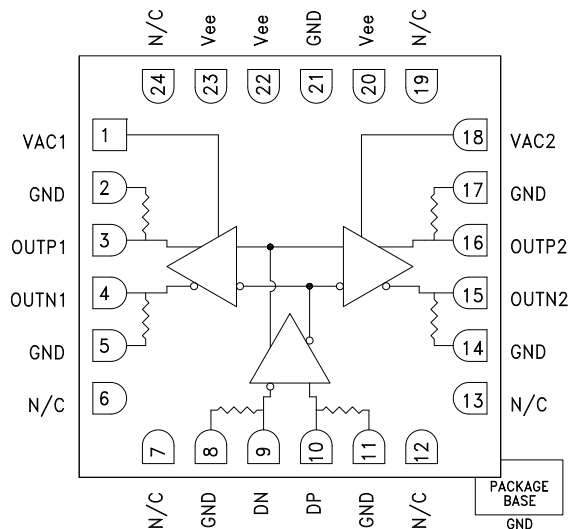 N/C Vee Vee GND Vee N/C
24 23 22 21 20 19
VAC1 1 18 VAC2
GND 2 17 GND
OUTP1 3 16 OUTP2
OUTN1 4 15 OUTN2
GND 5 14 GND
N/C 6 13 N/C
7 8 9 10 11 12
N/C GND DN DP GND N/C
PACKAGE
BASE
GND